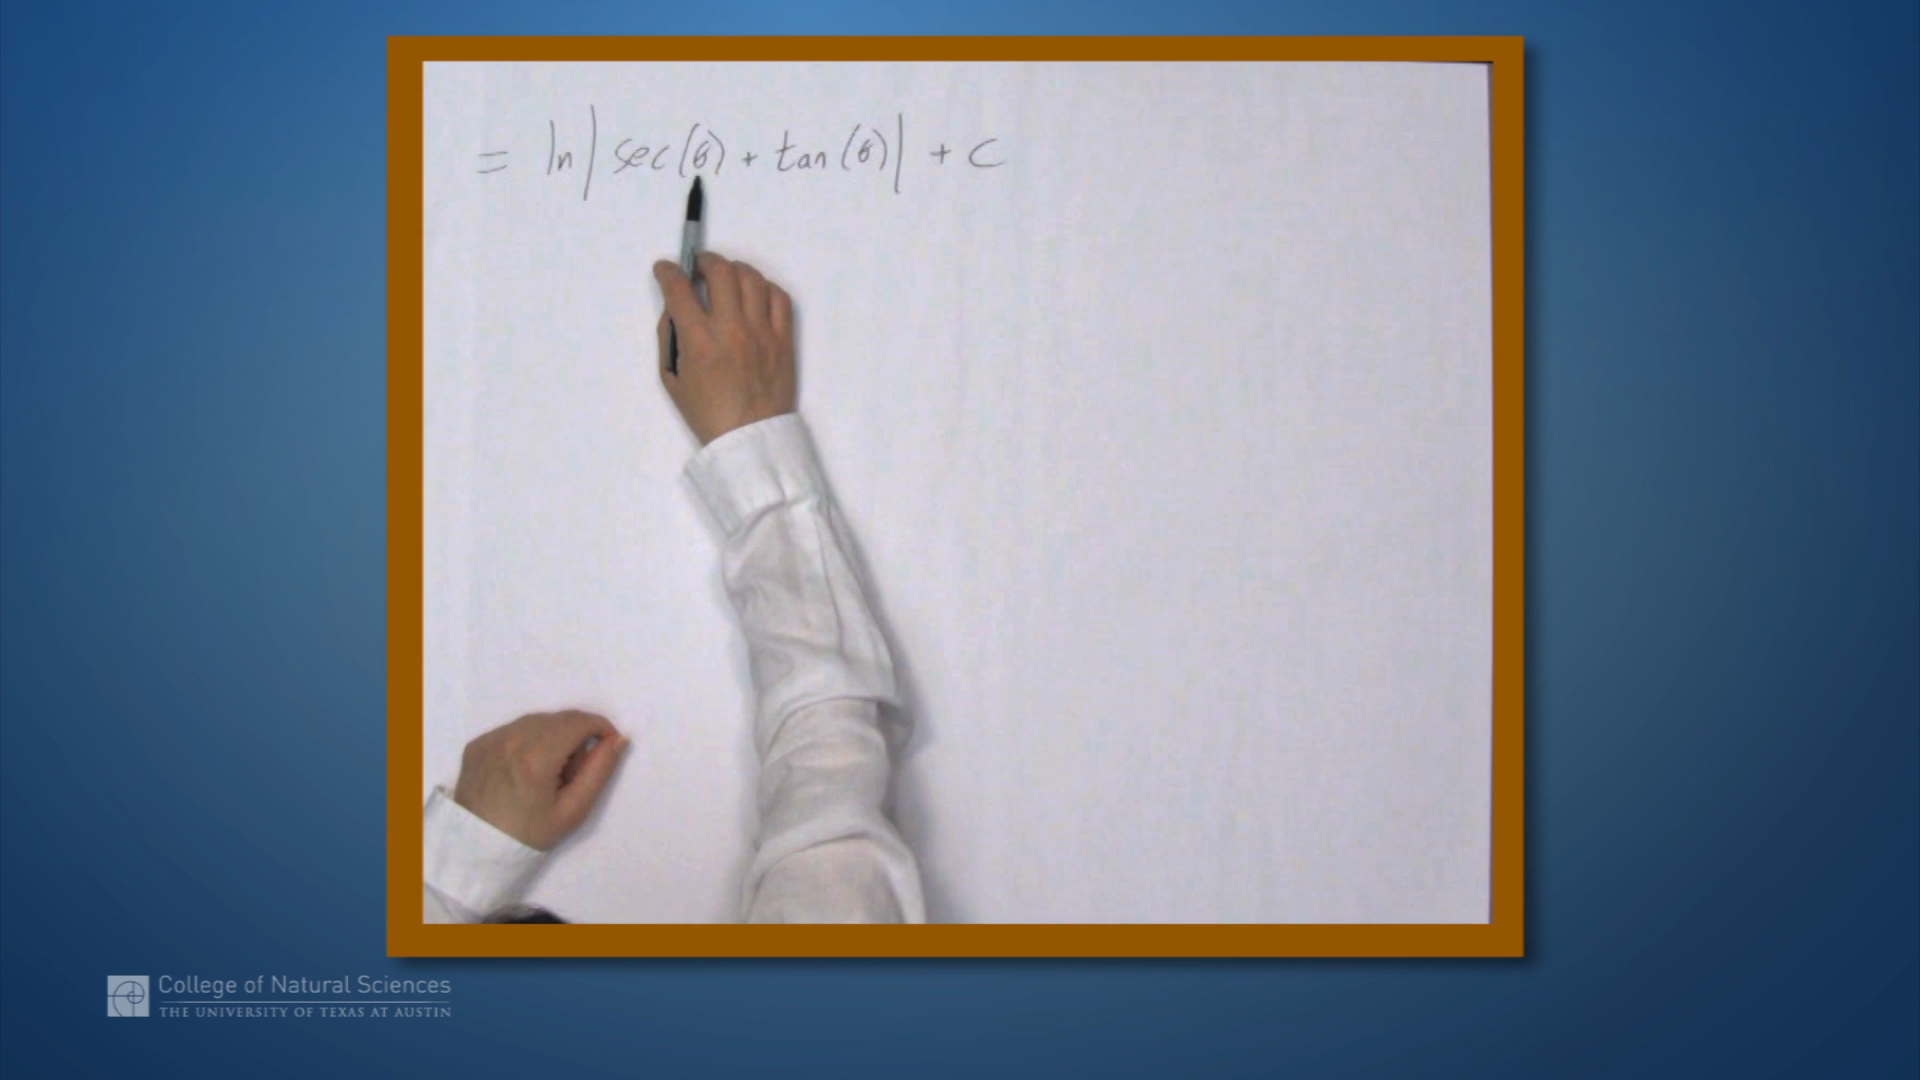 = ln| sec(θ) + tan(θ)| + C
College of Natural Sciences
THE UNIVERSITY OF TEXAS AT AUSTIN